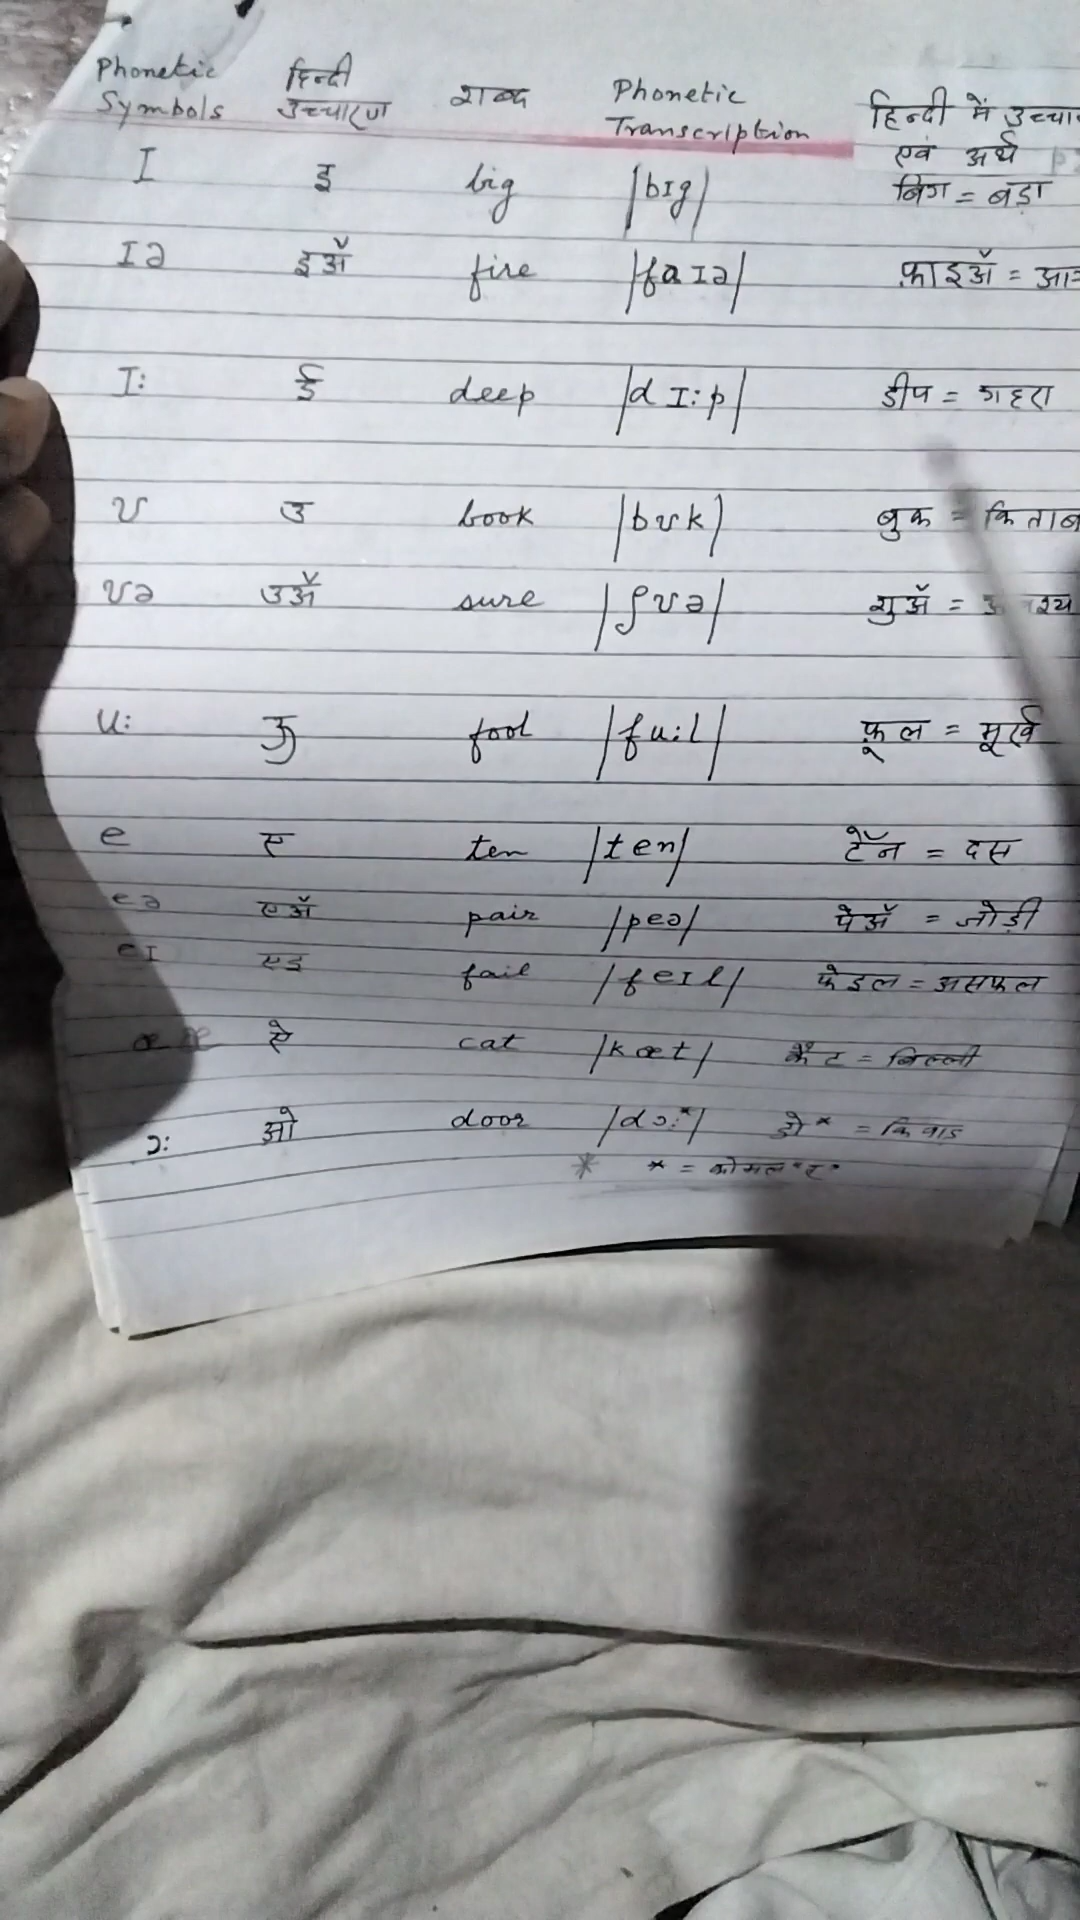 Phonetic Symbols हिन्दी उच्चारण शब्द Phonetic Transcription हिन्दी में उच्चा एवं अर्थ
I इ big /bIg/ बिग = बड़ा
Iə इअॅ fire /faIə/ फ़ाइअॅ = आ
I: ई deep /dI:p/ डीप = गहरा
ʊ उ book /bʊk/ बुक = किताब
ʊə उअॅ sure /ʃʊə/ शुअॅ =
u: ऊ fool /fu:l/ फ़ूल = मूर्ख
e ए ten /ten/ टेॅन = दस
eə एअॅ pair /peə/ पेअॅ = जोड़ी
eI एइ fail /feIl/ फेइल = असफल
æ æ ऐ cat /kæt/ कैट = बिल्ली
ɔ: ओ door /dɔ:*/ डो* = किवाड
* * = कोमल "र"